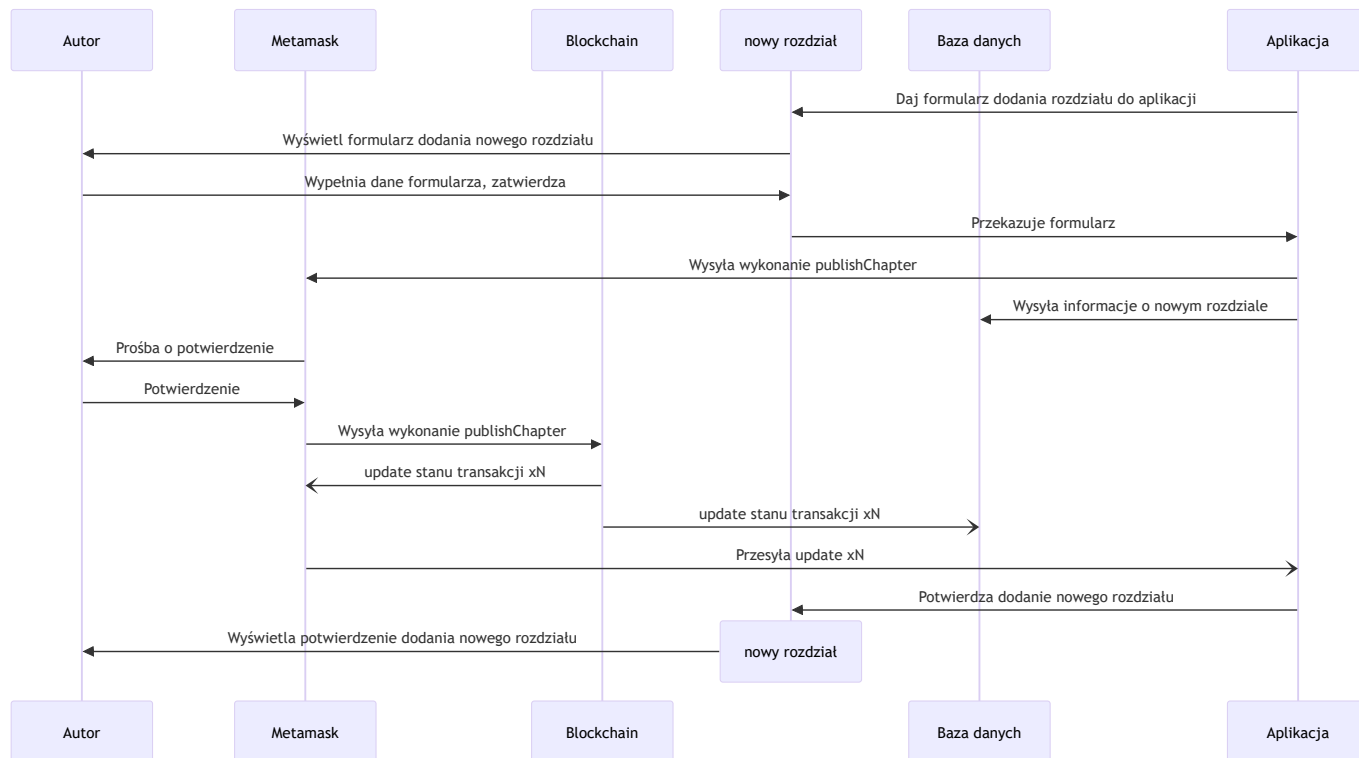 Autor
Metamask
Blockchain
nowy rozdział
Baza danych
Aplikacja
Daj formularz dodania rozdziału do aplikacji
Wyświetl formularz dodania nowego rozdziału
Wypełnia dane formularza, zatwierdza
Przekazuje formularz
Wysyła wykonanie publishChapter
Wysyła informacje o nowym rozdziale
Prośba o potwierdzenie
Potwierdzenie
Wysyła wykonanie publishChapter
update stanu transakcji xN
update stanu transakcji xN
Przesyła update xN
Potwierdza dodanie nowego rozdziału
Wyświetla potwierdzenie dodania nowego rozdziału
nowy rozdział
Autor
Metamask
Blockchain
Baza danych
Aplikacja